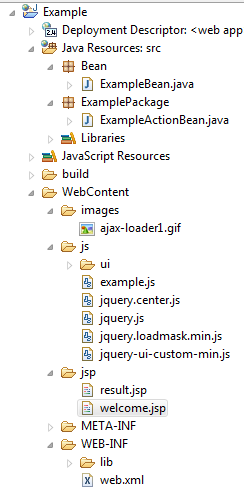 Example
Deployment Descriptor: <web app
Java Resources: src
Bean
ExampleBean.java
ExamplePackage
ExampleActionBean.java
Libraries
JavaScript Resources
build
WebContent
images
ajax-loader1.gif
js
ui
example.js
jquery.center.js
jquery.js
jquery.loadmask.min.js
jquery-ui-custom-min.js
jsp
result.jsp
welcome.jsp
META-INF
WEB-INF
lib
web.xml